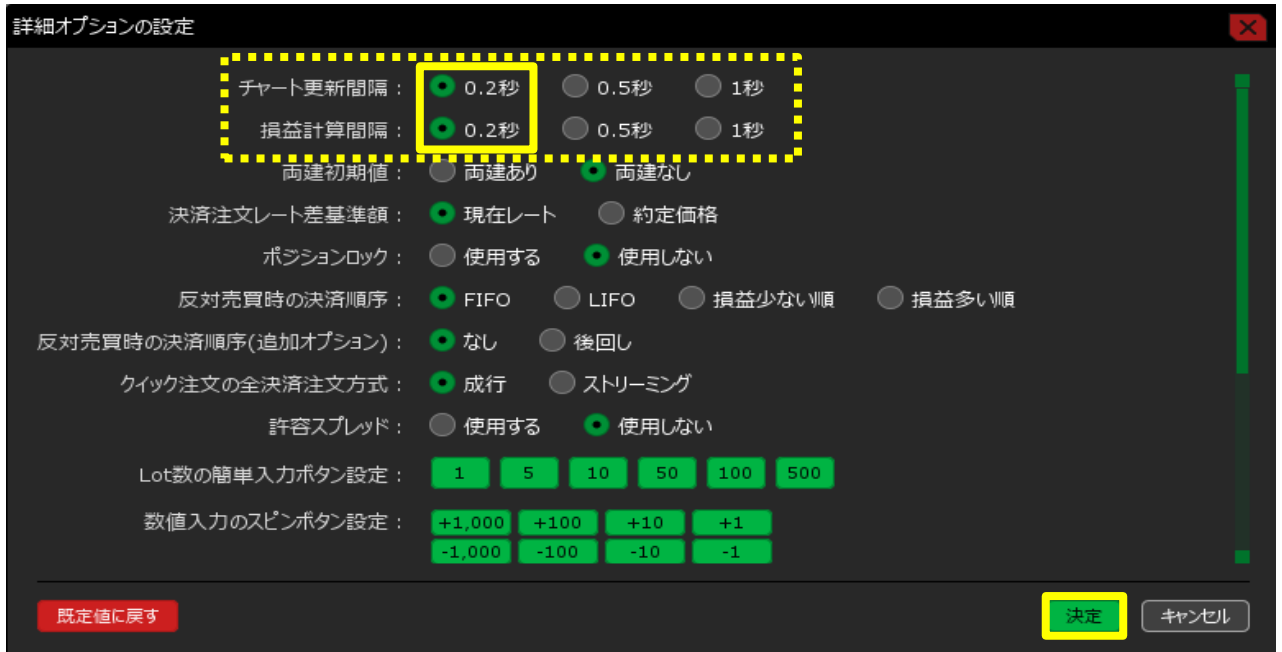 詳細オプションの設定
チャート更新間隔： 0.2秒 0.5秒 1秒
損益計算間隔： 0.2秒 0.5秒 1秒
両建初期値： 両建あり 両建なし
決済注文レート差基準額： 現在レート 約定価格
ポジションロック： 使用する 使用しない
反対売買時の決済順序： FIFO LIFO 損益少ない順 損益多い順
反対売買時の決済順序(追加オプション)： なし 後回し
クイック注文の全決済注文方式： 成行 ストリーミング
許容スプレッド： 使用する 使用しない
Lot数の簡単入力ボタン設定： 1 5 10 50 100 500
数値入力のスピンボタン設定： +1,000 +100 +10 +1
-1,000 -100 -10 -1
既定値に戻す 決定 キャンセル